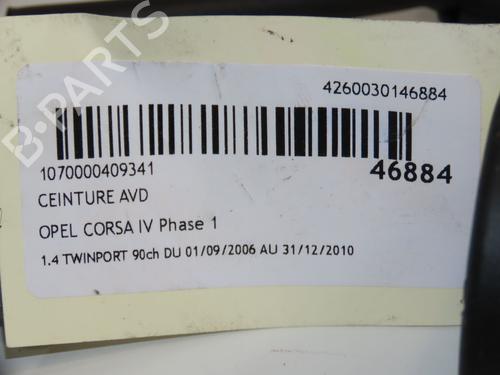 4260030146884
1070000409341
46884
CEINTURE AVD
OPEL CORSA IV Phase 1
1.4 TWINPORT 90ch DU 01/09/2006 AU 31/12/2010
B-PARTS